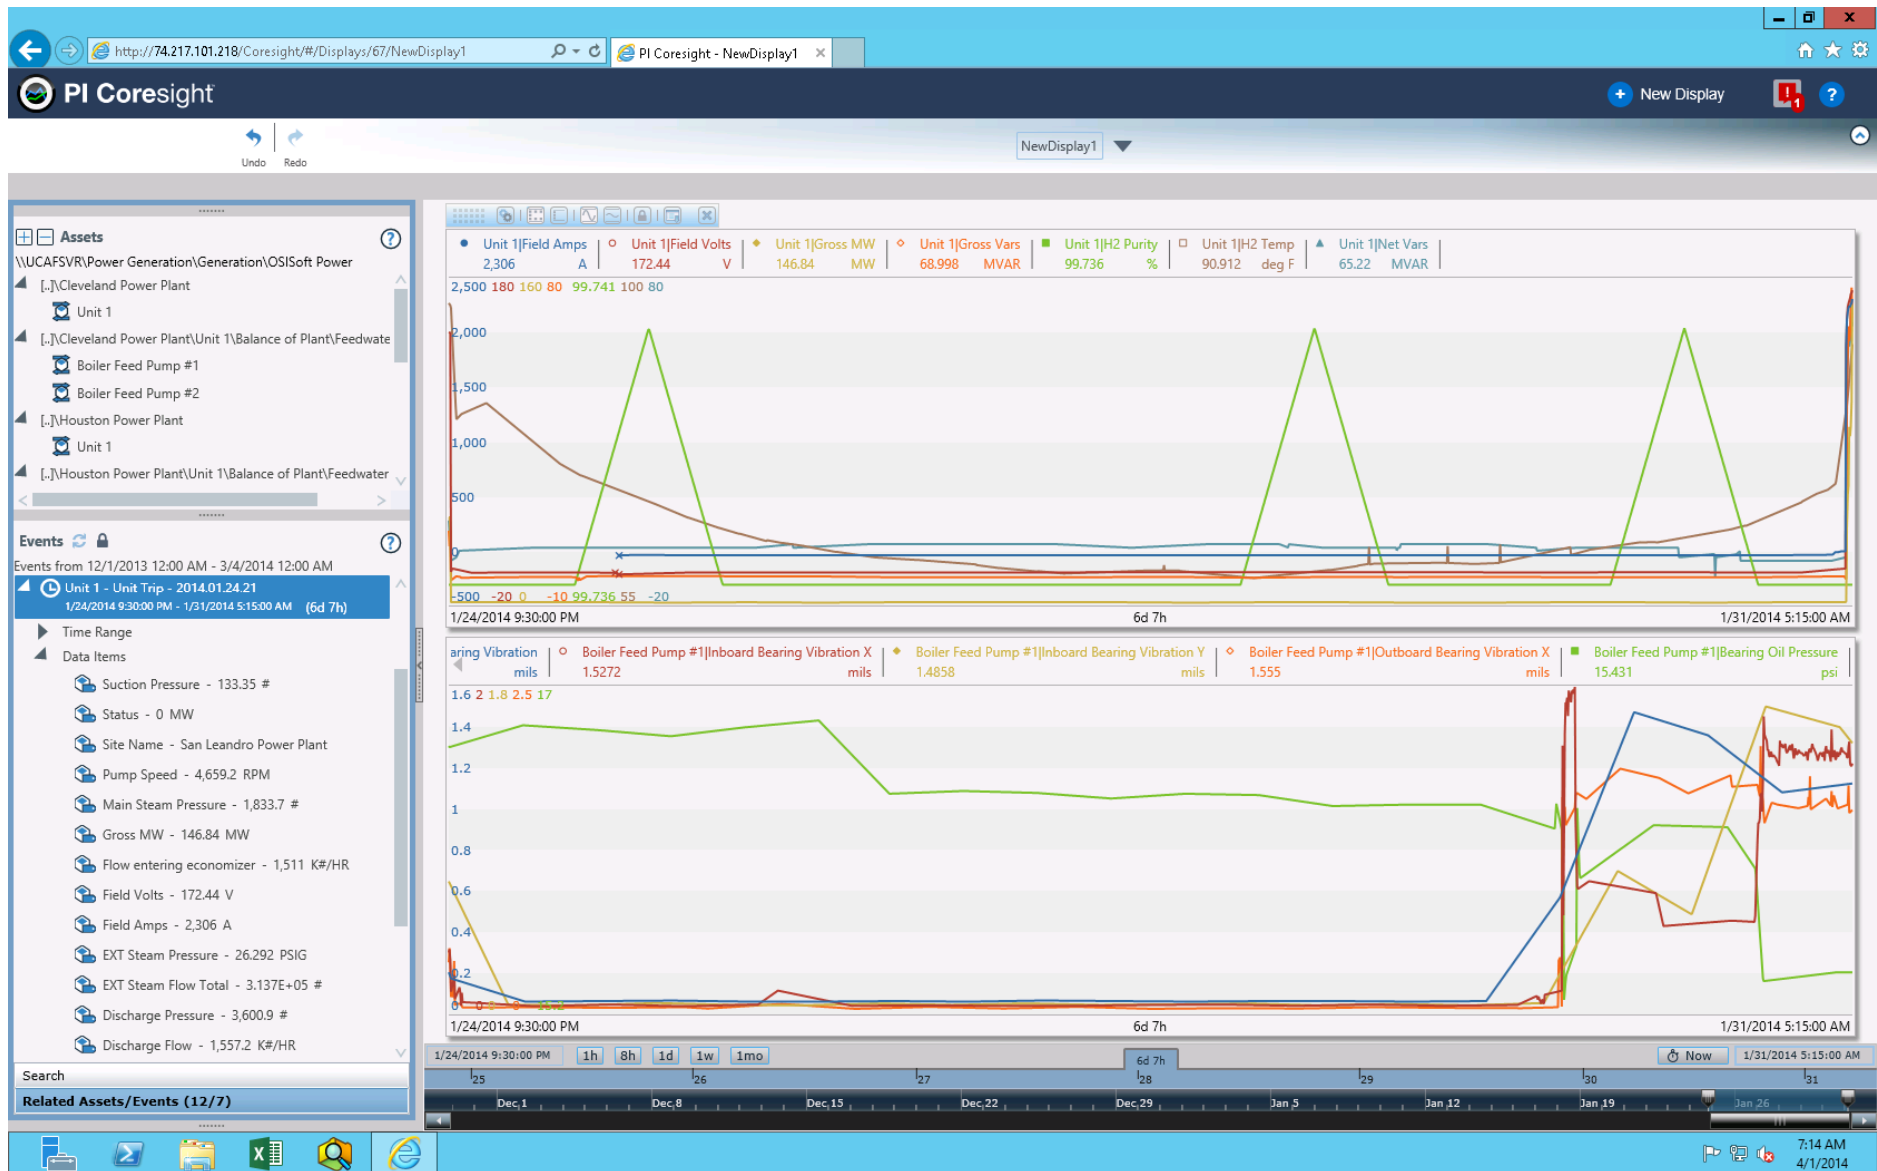 http://74.217.101.218/Coresight/#/Displays/67/NewDisplay1
PI Coresight - NewDisplay1
PI Coresight
New Display
1
?
Undo Redo
NewDisplay1
Assets
?
\\UCAFSVR\Power Generation\Generation\OSISoft Power
[..]\Cleveland Power Plant
Unit 1
[..]\Cleveland Power Plant\Unit 1\Balance of Plant\Feedwate
Boiler Feed Pump #1
Boiler Feed Pump #2
[..]\Houston Power Plant
Unit 1
[..]\Houston Power Plant\Unit 1\Balance of Plant\Feedwater
Events
?
Events from 12/1/2013 12:00 AM - 3/4/2014 12:00 AM
Unit 1 - Unit Trip - 2014.01.24.21
1/24/2014 9:30:00 PM - 1/31/2014 5:15:00 AM (6d 7h)
Time Range
Data Items
Suction Pressure - 133.35 #
Status - 0 MW
Site Name - San Leandro Power Plant
Pump Speed - 4,659.2 RPM
Main Steam Pressure - 1,833.7 #
Gross MW - 146.84 MW
Flow entering economizer - 1,511 K#/HR
Field Volts - 172.44 V
Field Amps - 2,306 A
EXT Steam Pressure - 26.292 PSIG
EXT Steam Flow Total - 3.137E+05 #
Discharge Pressure - 3,600.9 #
Discharge Flow - 1,557.2 K#/HR
Search
Related Assets/Events (12/7)
Unit 1|Field Amps Unit 1|Field Volts Unit 1|Gross MW Unit 1|Gross Vars Unit 1|H2 Purity Unit 1|H2 Temp Unit 1|Net Vars
2,306 A 172.44 V 146.84 MW 68.998 MVAR 99.736 % 90.912 deg F 65.22 MVAR
2,500 180 160 80 99.741 100 80
2,000
1,500
1,000
500
0
-500 -20 0 -10 99.736 55 -20
1/24/2014 9:30:00 PM 6d 7h 1/31/2014 5:15:00 AM
aring Vibration Boiler Feed Pump #1|Inboard Bearing Vibration X Boiler Feed Pump #1|Inboard Bearing Vibration Y Boiler Feed Pump #1|Outboard Bearing Vibration X Boiler Feed Pump #1|Bearing Oil Pressure
mils 1.5272 mils 1.4858 mils 1.555 mils 15.431 psi
1.6 2 1.8 2.5 17
1.4
1.2
1
0.8
0.6
0.4
0.2
0 0 0 0
1/24/2014 9:30:00 PM 6d 7h 1/31/2014 5:15:00 AM
1/24/2014 9:30:00 PM 1h 8h 1d 1w 1mo 6d 7h Now 1/31/2014 5:15:00 AM
25 26 27 28 29 30 31
Dec 1 Dec 8 Dec 15 Dec 22 Dec 29 Jan 5 Jan 12 Jan 19 Jan 26
7:14 AM
4/1/2014